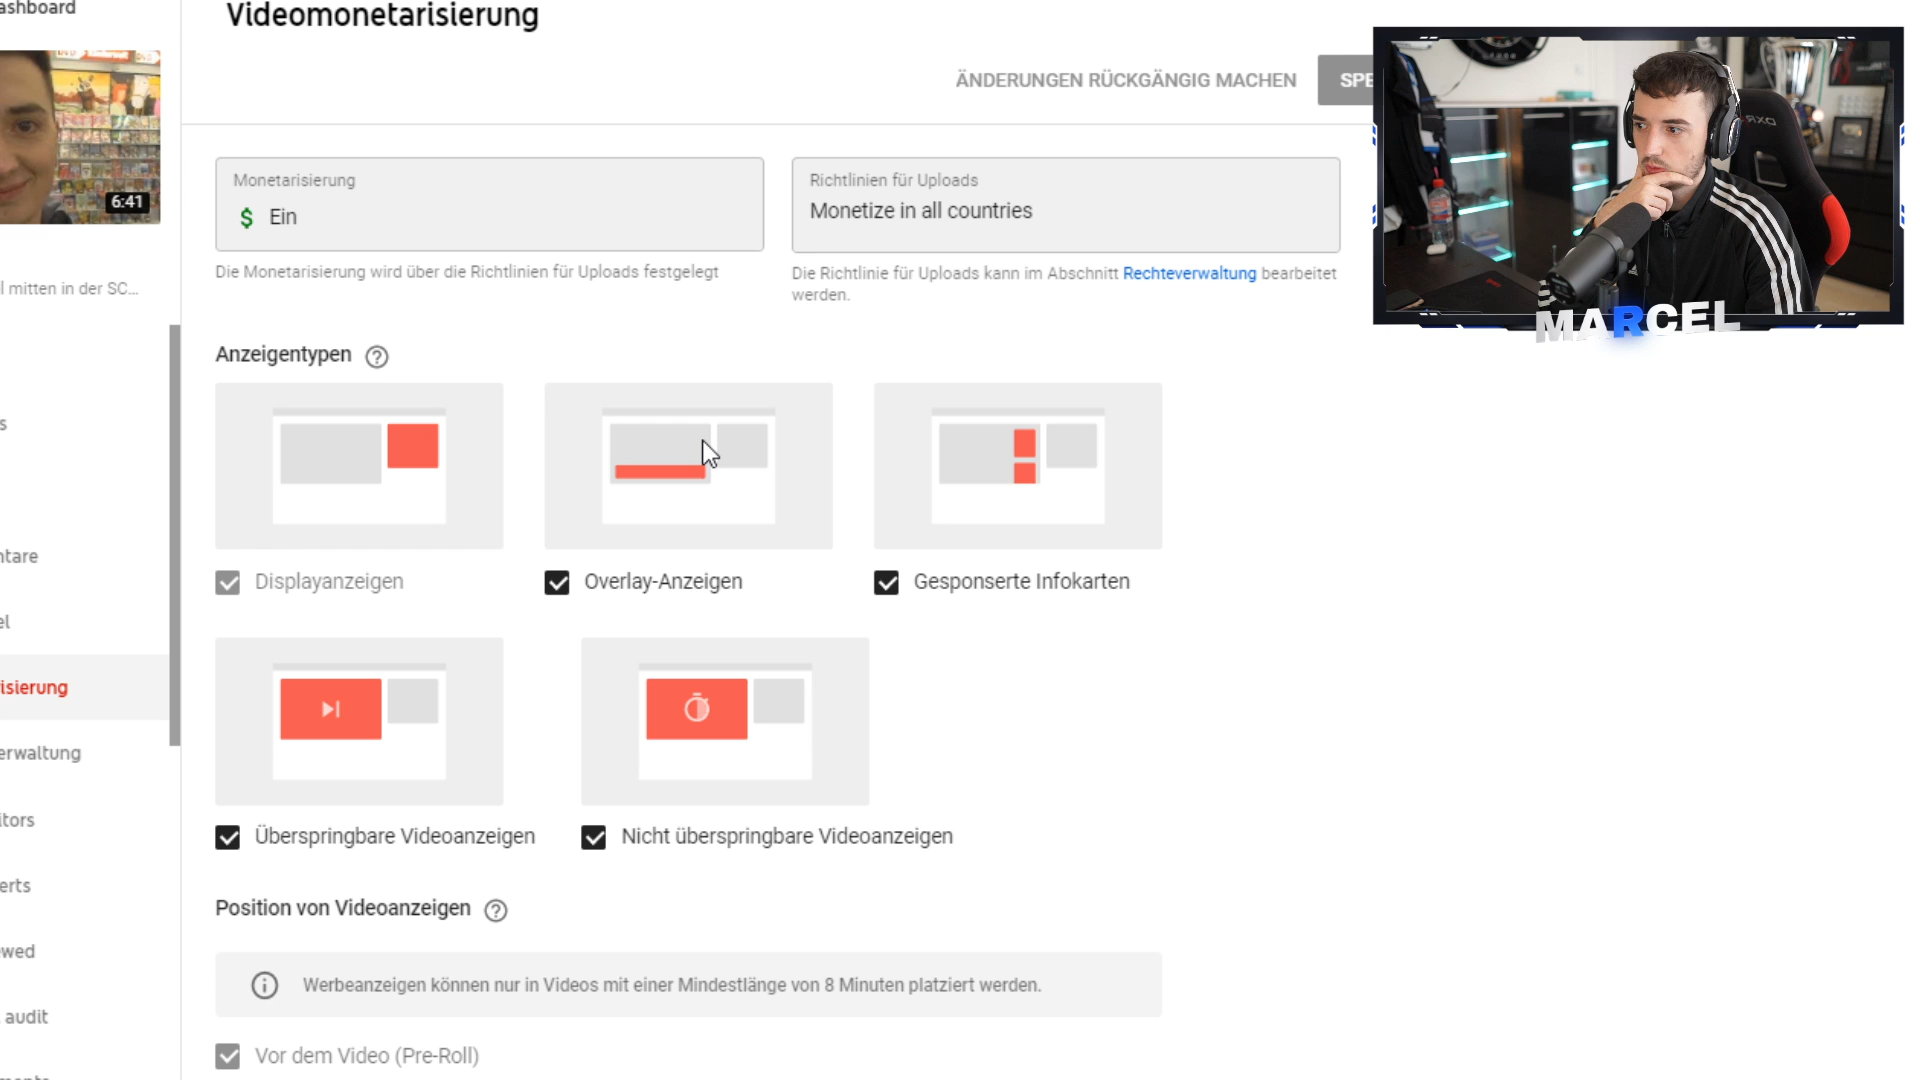 ashboard
Videomonetarisierung
ÄNDERUNGEN RÜCKGÄNGIG MACHEN
SPE
6:41
Monetarisierung
$ Ein
Die Monetarisierung wird über die Richtlinien für Uploads festgelegt
Richtlinien für Uploads
Monetize in all countries
Die Richtlinie für Uploads kann im Abschnitt Rechteverwaltung bearbeitet
werden.
MARCEL
l mitten in der SC...
Anzeigentypen
s
ntare
el
isierung
erwaltung
itors
erts
ewed
audit
Displayanzeigen
Overlay-Anzeigen
Gesponserte Infokarten
Überspringbare Videoanzeigen
Nicht überspringbare Videoanzeigen
Position von Videoanzeigen
Werbeanzeigen können nur in Videos mit einer Mindestlänge von 8 Minuten platziert werden.
Vor dem Video (Pre-Roll)